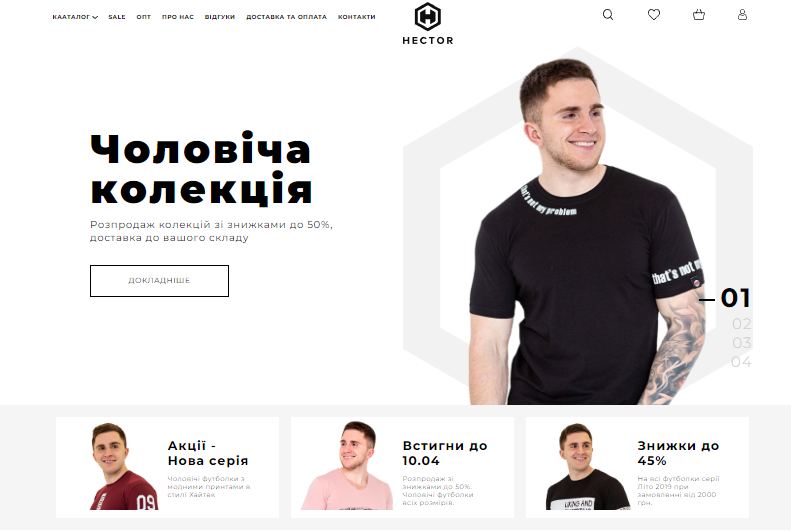 КААТАЛОГ SALE ОПТ ПРО НАС ВІДГУКИ ДОСТАВКА ТА ОПЛАТА КОНТАКТИ
HECTOR
Чоловіча
колекція
Розпродаж колекцій зі знижками до 50%,
доставка до вашого складу
ДОКЛАДНІШЕ
that's not my problem
that's not m
01
02
03
04
Акції -
Нова серія
Чоловічі футболки з
модними принтами в
стилі Хайтек
09
Встигни до
10.04
Розпродаж зі
знижками до 50%.
Чоловічі футболки
всіх розмірів.
Знижки до
45%
На всі футболки серії
Літо 2019 при
замовленні від 2000
грн.
VIKING AND